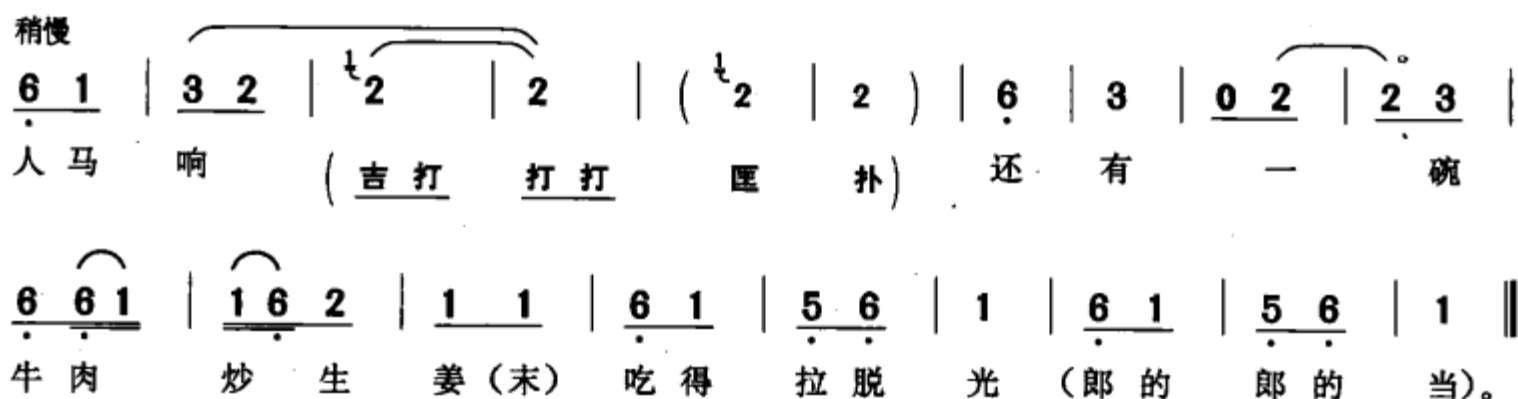 稍慢
6 1 | 3 2 | 2 | 2 | ( 2 | 2 ) | 6 | 3 | 0 2 | 2 3 |
人 马 响 ( 吉 打 打 打 匡 扑 ) 还 有 一 碗
6 6 1 | 1 6 2 | 1 1 | 6 1 | 5 6 | 1 | 6 1 | 5 6 | 1 ‖
牛 肉 炒 生 姜 (末) 吃 得 拉 脱 光 (郎 的 郎 的 当)。